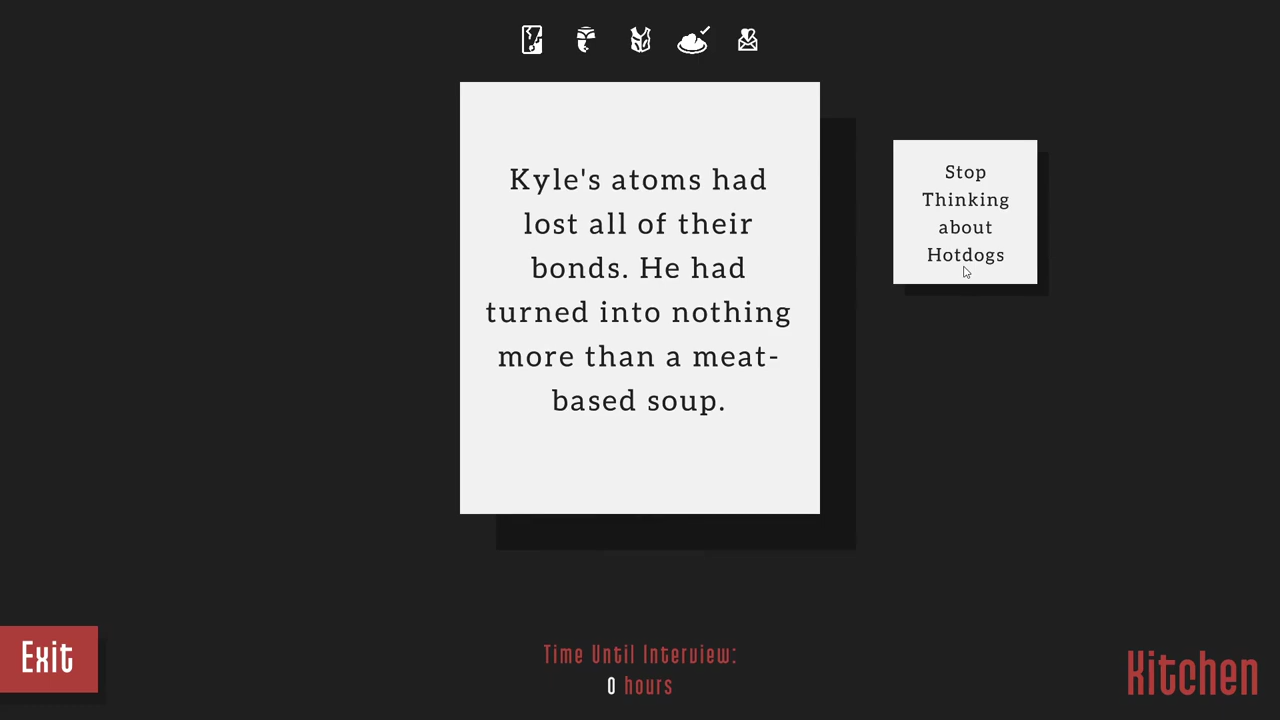 Kyle's atoms had
lost all of their
bonds. He had
turned into nothing
more than a meat-
based soup.
Stop
Thinking
about
Hotdogs
Exit
Time Until Interview:
0 hours
Kitchen